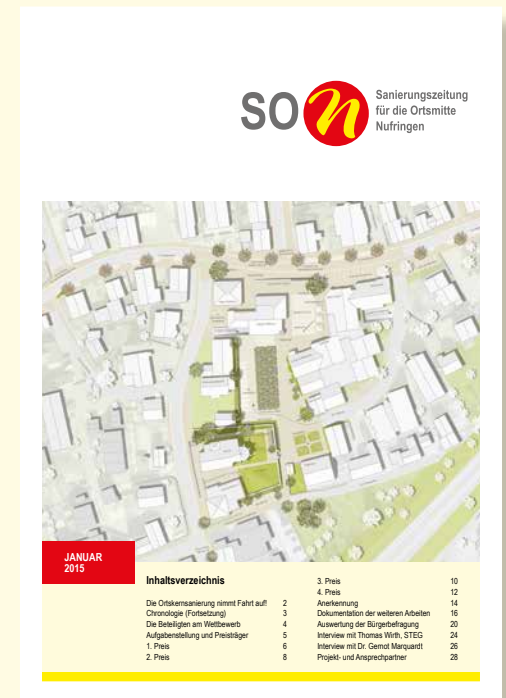 SO n
Sanierungszeitung
für die Ortsmitte
Nufringen
JANUAR
2015
Inhaltsverzeichnis
Die Ortskernsanierung nimmt Fahrt auf! 2
Chronologie (Fortsetzung) 3
Die Beteiligten am Wettbewerb 4
Aufgabenstellung und Preisträger 5
1. Preis 6
2. Preis 8
3. Preis 10
4. Preis 12
Anerkennung 14
Dokumentation der weiteren Arbeiten 16
Auswertung der Bürgerbefragung 20
Interview mit Thomas Wirth, STEG 24
Interview mit Dr. Gernot Marquardt 26
Projekt- und Ansprechpartner 28